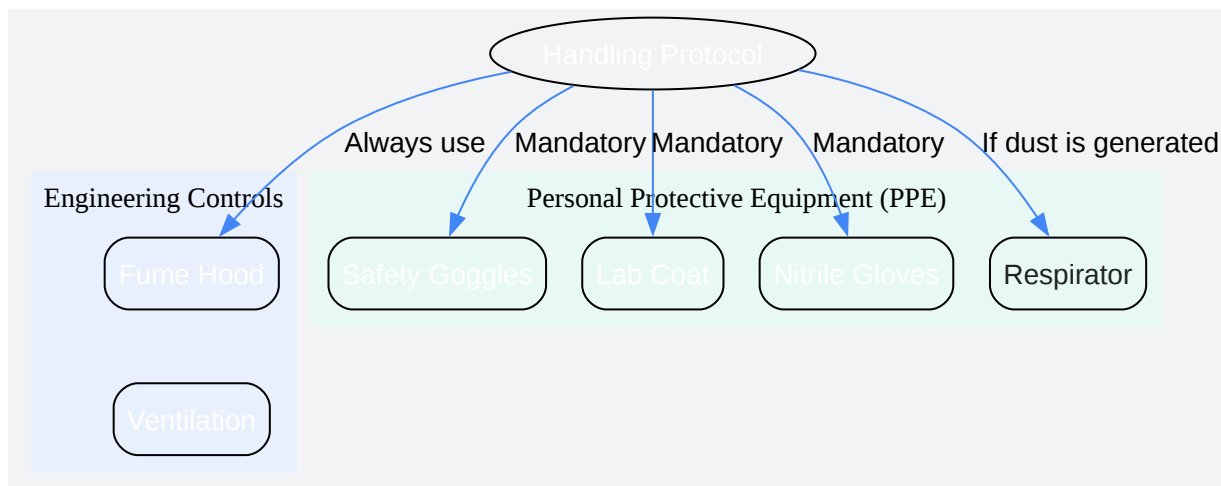 Handling Protocol
Always use
Mandatory
Mandatory
Mandatory
If dust is generated
Engineering Controls
Personal Protective Equipment (PPE)
Fume Hood
Safety Goggles
Lab Coat
Nitrile Gloves
Respirator
Ventilation